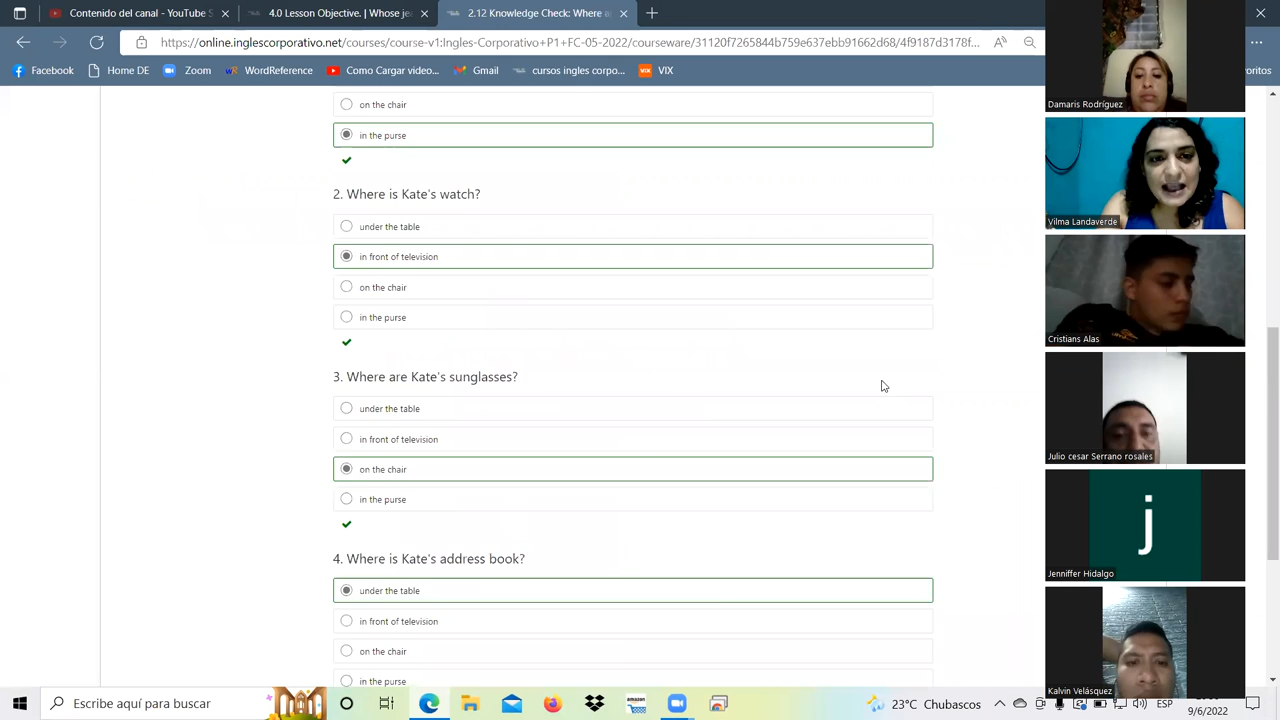 Contenido del canal - YouTube S
4.0 Lesson Objective. | Whose je
2.12 Knowledge Check: Where a
https://online.inglescorporativo.net/courses/course-v1:Ingles-Corporativo+P1+FC-05-2022/courseware/31120f7265844b759e637ebb91662d9b/4f9187d3178f...
Facebook
Home DUI
Zoom
WordReference
Como Cargar video...
Gmail
cursos ingles corpo...
VIX
voritos
on the chair
in the purse
2. Where is Kate's watch?
under table
in front of television
on the chair
in the purse
3. Where are Kate's sunglasses?
under the table
in front of television
on the chair
in the purse
4. Where is Kate's address book?
under the table
in front of television
on the chair
in the purse
Damaris Rodríguez
Vilma Landaverde
Cristians Alas
Julio cesar Serrano rosales
j
Jenniffer Hidalgo
Kalvin Velásquez
Escribe aquí para buscar
amazon
23°C Chubascos
ESP
9/6/2022